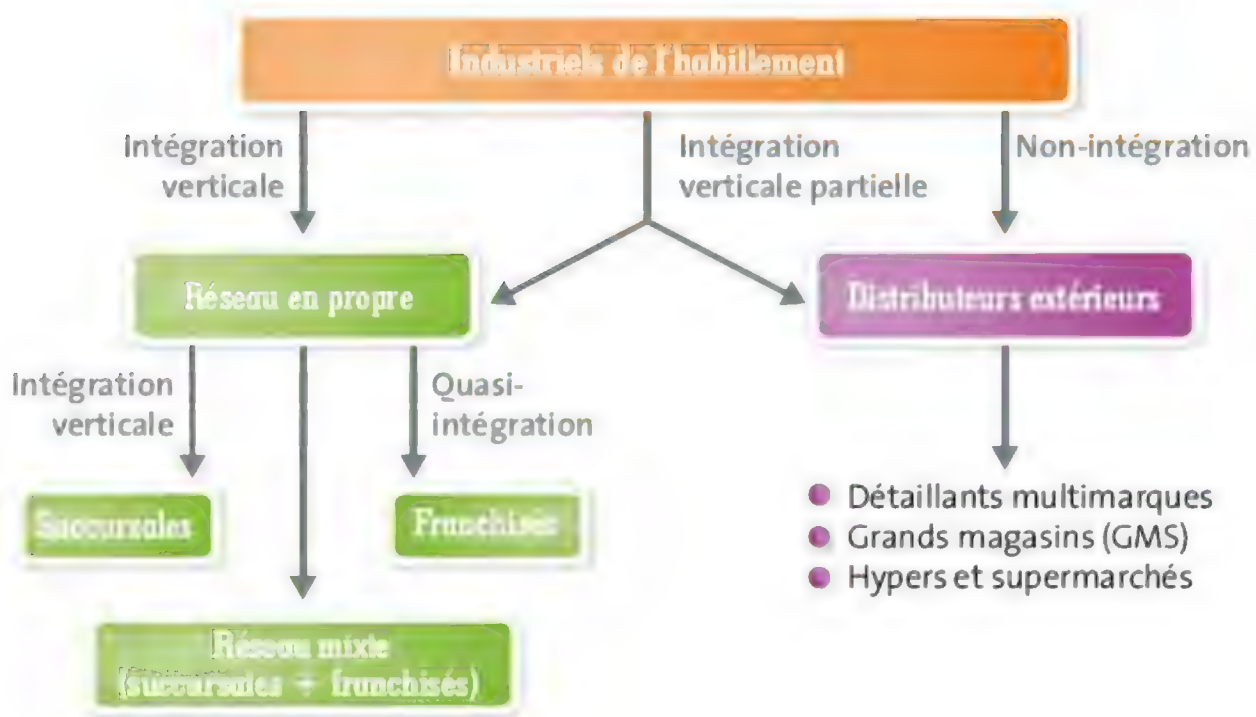 Industriels de l'habillement
Intégration
verticale
Intégration
verticale partielle
Non-intégration
Réseau en propre
Distributeurs extérieurs
Intégration
verticale
Quasi-
intégration
Succursales
Franchisés
Détaillants multimarques
Grands magasins (GMS)
Hypers et supermarchés
Réseau mixte
(succursales + franchisés)